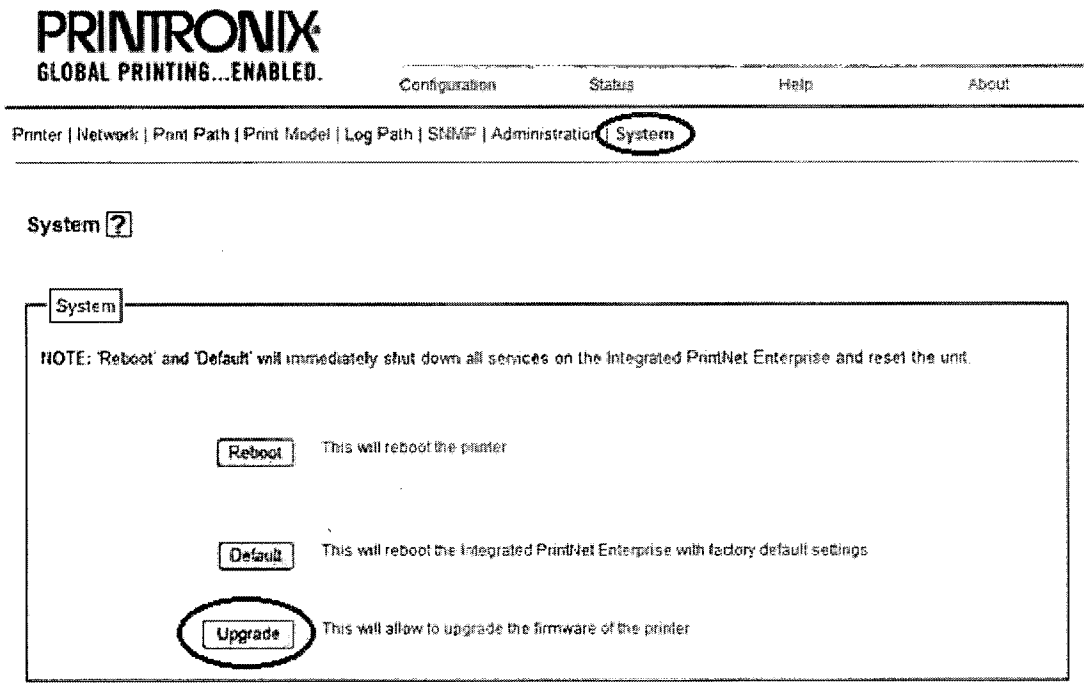 PRINTRONIX
GLOBAL PRINTING...ENABLED.
Configuration Status Help About
Printer | Network | Print Path | Print Model | Log Path | SNMP | Administration | System
System ?
System
NOTE: 'Reboot' and 'Default' will immediately shut down all services on the Integrated PrintNet Enterprise and reset the unit.
Reboot This will reboot the printer
Default This will reboot the Integrated PrintNet Enterprise with factory default settings
Upgrade This will allow to upgrade the firmware of the printer